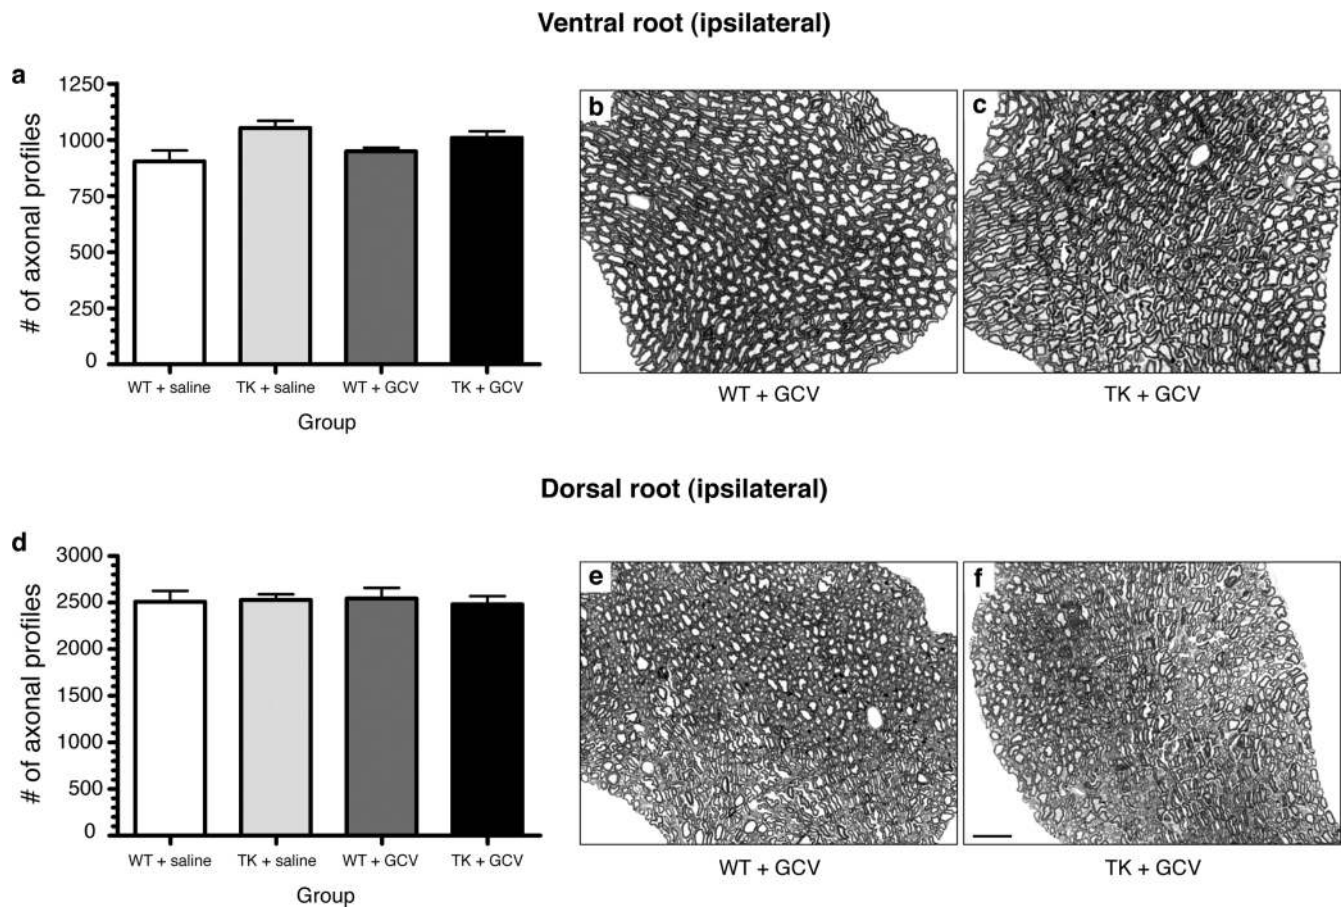 Ventral root (ipsilateral)
a
1250
1000
750
500
250
0
# of axonal profiles
WT + saline
TK + saline
WT + GCV
TK + GCV
Group
b
WT + GCV
c
TK + GCV
Dorsal root (ipsilateral)
d
3000
2500
2000
1500
1000
500
0
# of axonal profiles
WT + saline
TK + saline
WT + GCV
TK + GCV
Group
e
WT + GCV
f
TK + GCV